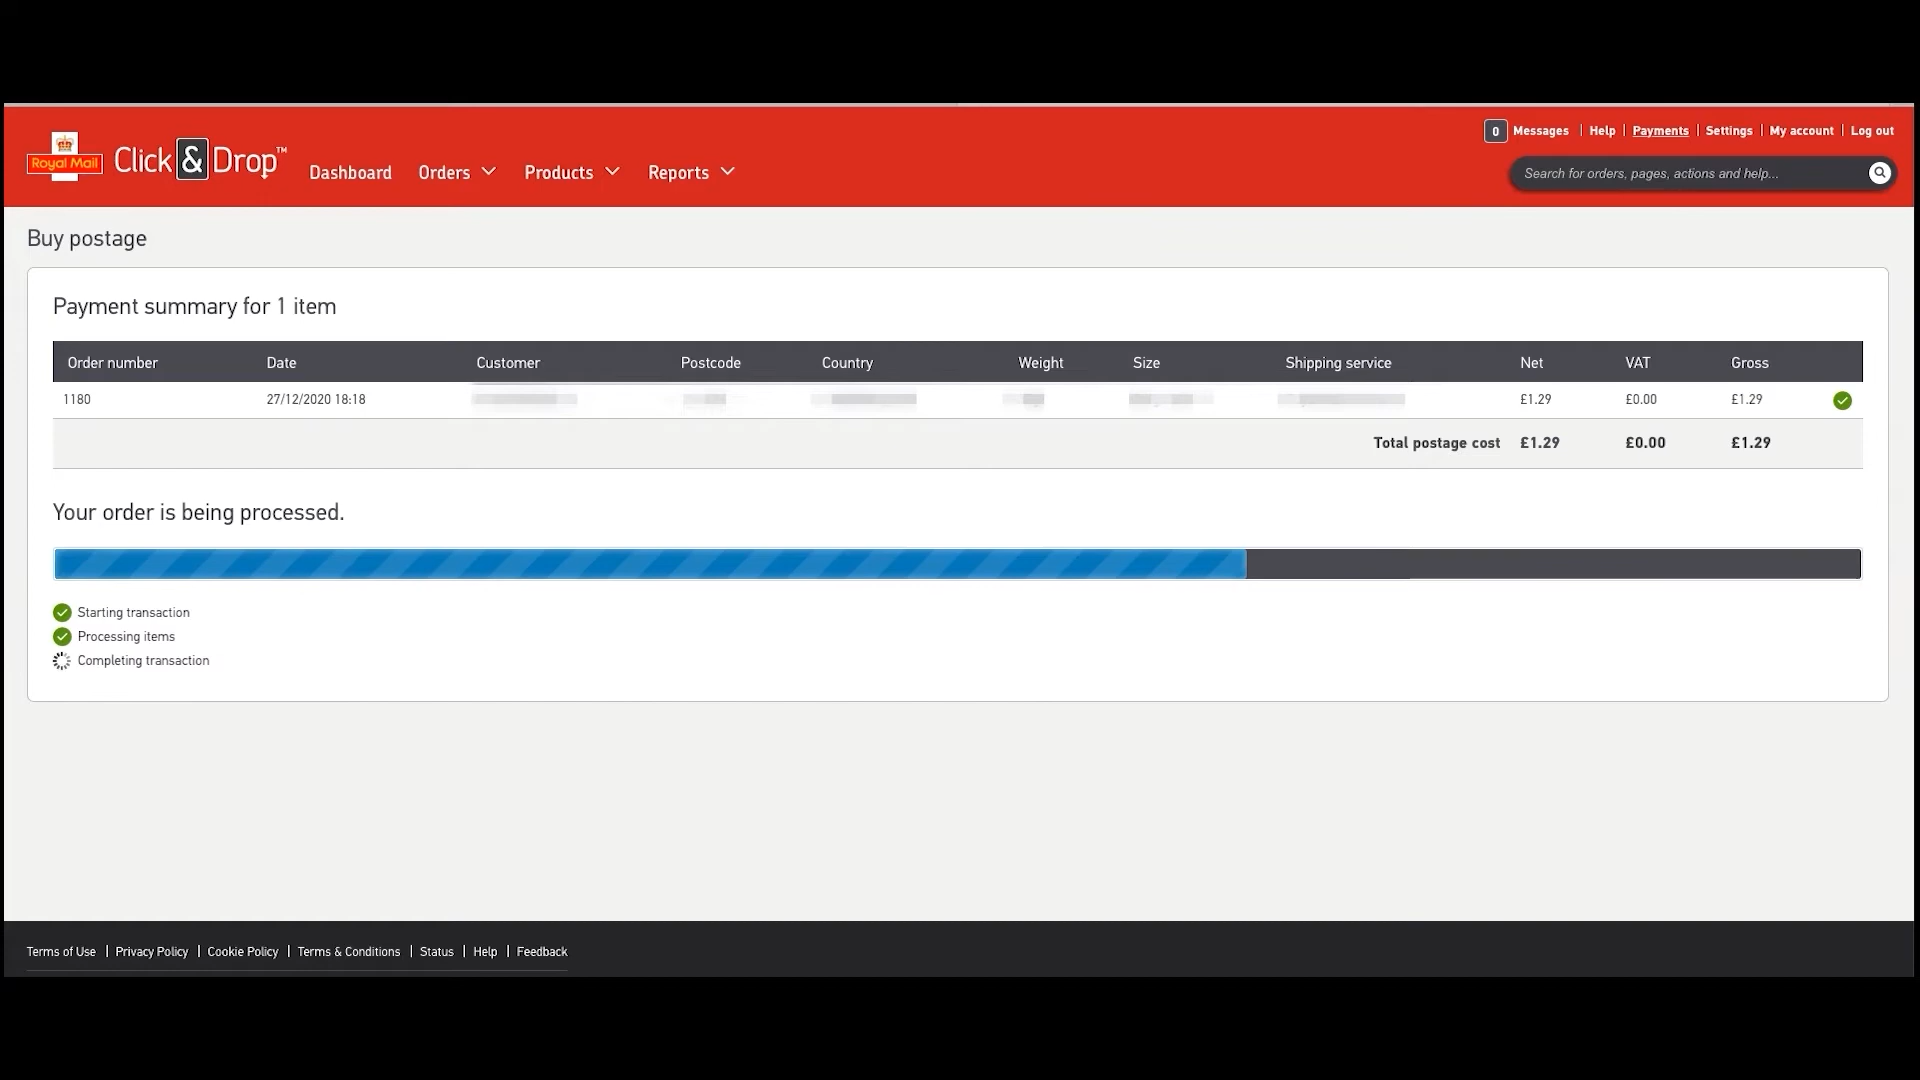 0 Messages | Help | Payments | Settings | My account | Log out
Royal Mail Click & Drop™ Dashboard Orders Products Reports
Search for orders, pages, actions and help...
Buy postage
Payment summary for 1 item
Order number Date Customer Postcode Country Weight Size Shipping service Net VAT Gross
1180 27/12/2020 18:18 £1.29 £0.00 £1.29
Total postage cost £1.29 £0.00 £1.29
Your order is being processed.
Starting transaction
Processing items
Completing transaction
Terms of Use | Privacy Policy | Cookie Policy | Terms & Conditions | Status | Help | Feedback